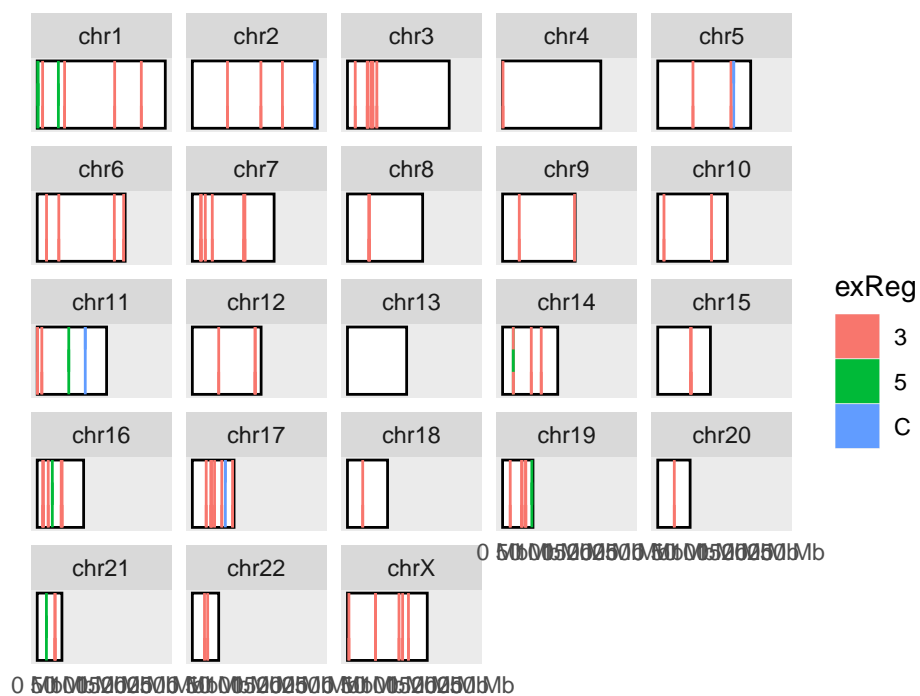 chr1 chr2 chr3 chr4 chr5
chr6 chr7 chr8 chr9 chr10
exReg
3
5
C
chr11 chr12 chr13 chr14 chr15
chr16 chr17 chr18 chr19 chr20
chr21 chr22 chrX